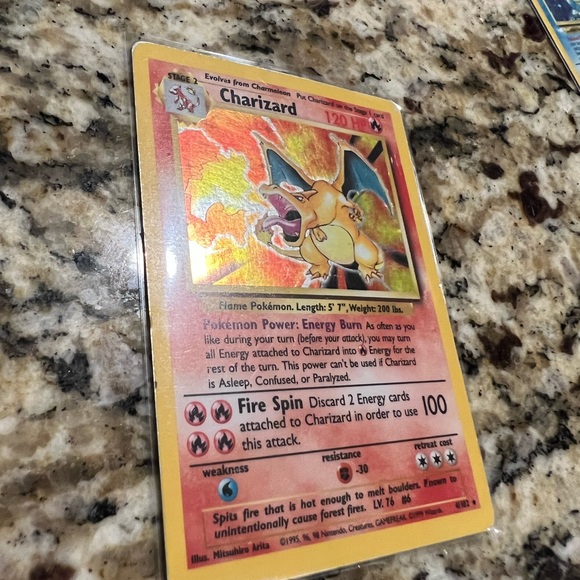 STAGE 2 Evolves from Charmeleon Put Charizard on the Stage 1 card
Charizard 120 HP
Flame Pokémon. Length: 5' 7", Weight: 200 lbs.
Pokémon Power: Energy Burn As often as you
like during your turn (before your attack), you may turn
all Energy attached to Charizard into Energy for the
rest of the turn. This power can't be used if Charizard
is Asleep, Confused, or Paralyzed.
Fire Spin Discard 2 Energy cards
attached to Charizard in order to use 100
this attack.
weakness resistance retreat cost
-30
Spits fire that is hot enough to melt boulders. Known to
unintentionally cause forest fires. LV. 76 #6
Illus. Mitsuhiro Arita ©1995, 96, 98 Nintendo, Creatures, GAMEFREAK. ©1999 Wizards. 4/102